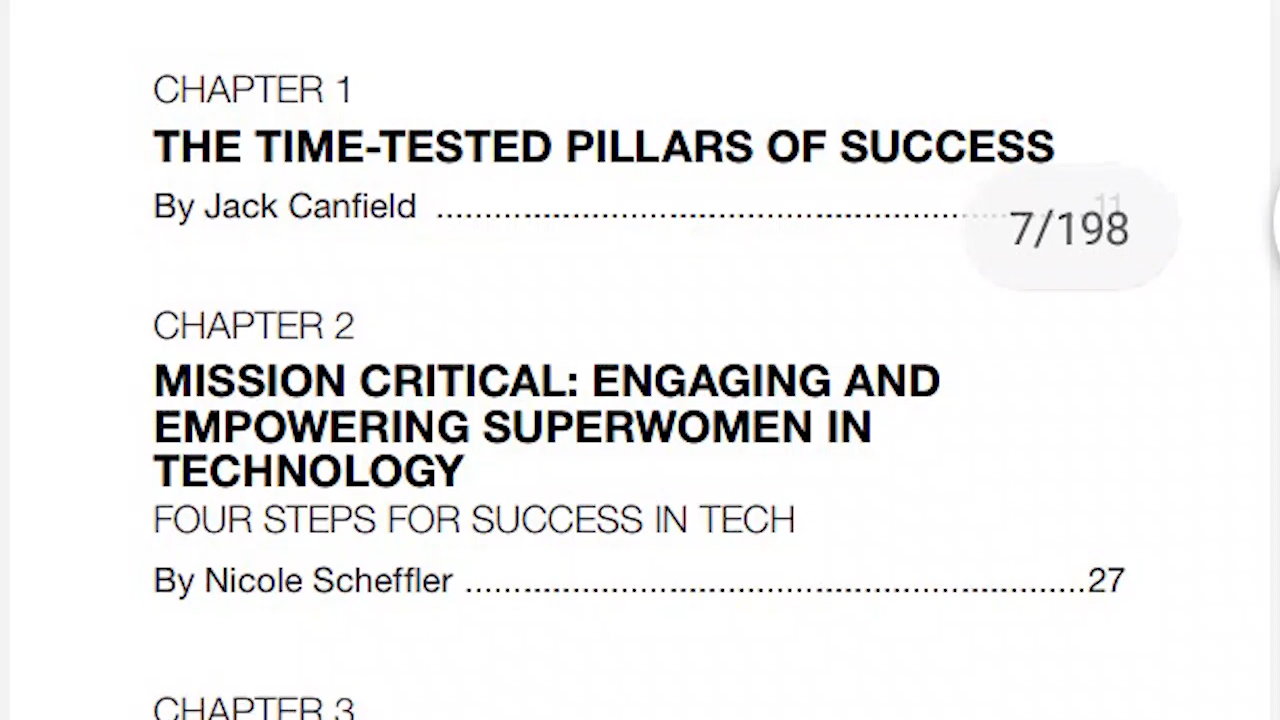 CHAPTER 1
THE TIME-TESTED PILLARS OF SUCCESS
By Jack Canfield ........................................................ 11
7/198
CHAPTER 2
MISSION CRITICAL: ENGAGING AND
EMPOWERING SUPERWOMEN IN
TECHNOLOGY
FOUR STEPS FOR SUCCESS IN TECH
By Nicole Scheffler ........................................................27
CHAPTER 3